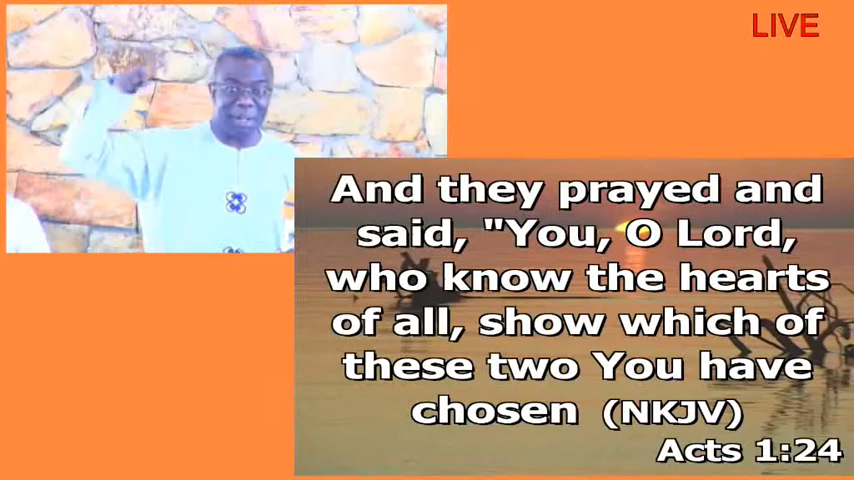 LIVE
And they prayed and
said, "You, O Lord,
who know the hearts
of all, show which of
these two You have
chosen (NKJV)
Acts 1:24